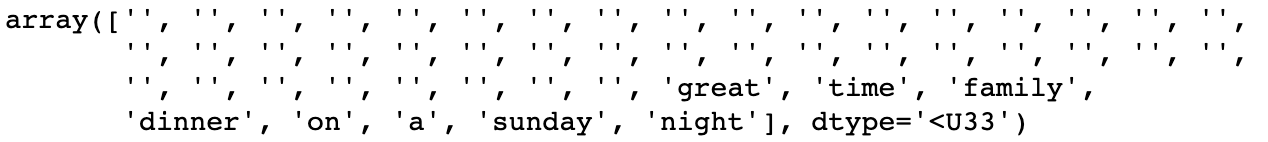 array(['', '', '', '', '', '', '', '', '', '', '', '', '', '', '', '', '',
'', '', '', '', '', '', '', '', '', '', '', '', '', '', '', '', '',
'', '', '', '', '', '', '', '', 'great', 'time', 'family',
'dinner', 'on', 'a', 'sunday', 'night'], dtype='<U33')